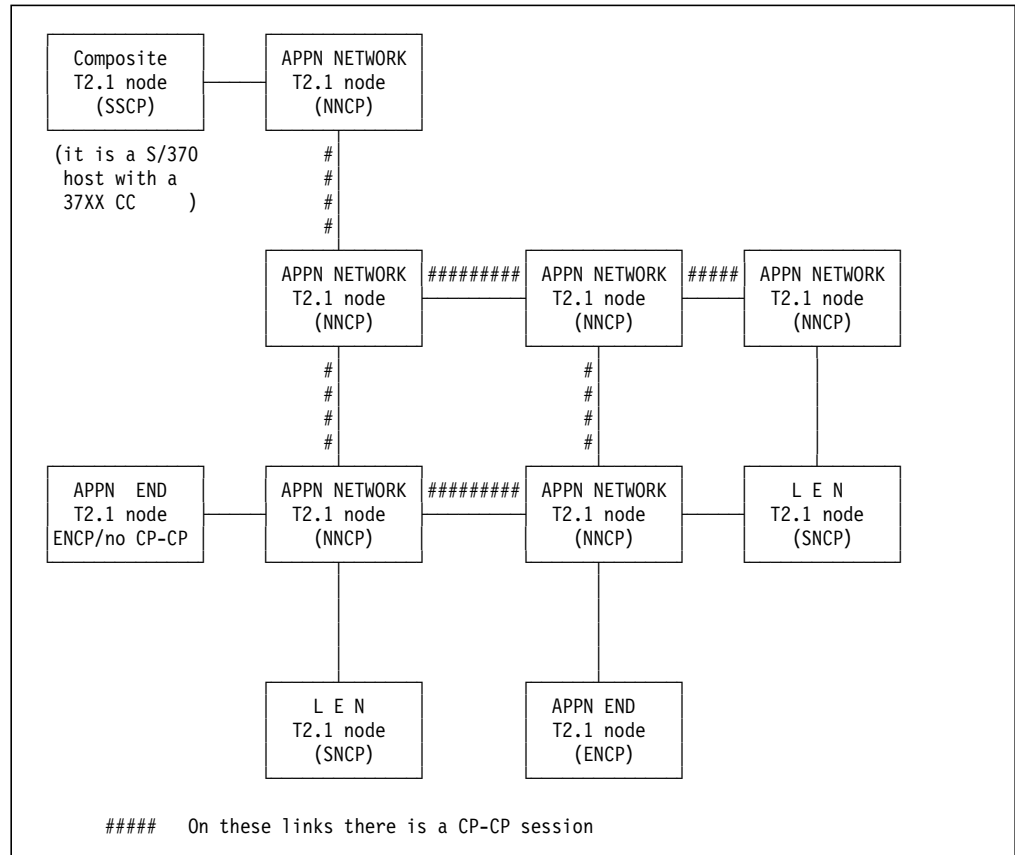 Composite APPN NETWORK
T2.1 node T2.1 node
(SSCP) (NNCP)
(it is a S/370 #
host with a #
37XX CC ) #
#
APPN NETWORK ######### APPN NETWORK ##### APPN NETWORK
T2.1 node T2.1 node T2.1 node
(NNCP) (NNCP) (NNCP)
# #
# #
# #
# #
APPN END APPN NETWORK ######### APPN NETWORK L E N
T2.1 node T2.1 node T2.1 node T2.1 node
ENCP/no CP-CP (NNCP) (NNCP) (SNCP)
L E N APPN END
T2.1 node T2.1 node
(SNCP) (ENCP)
##### On these links there is a CP-CP session